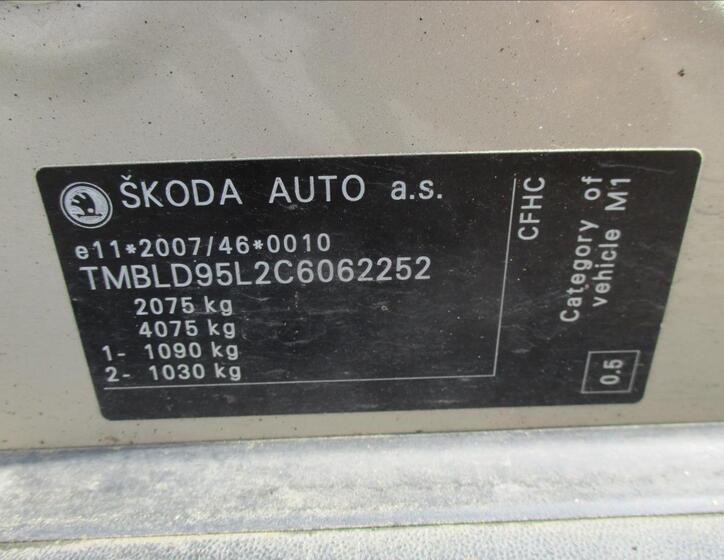 ŠKODA AUTO a.s.
e11*2007/46*0010
TMBLD95L2C6062252
2075 kg
4075 kg
1- 1090 kg
2- 1030 kg
CFHC
Category of
vehicle M1
0.5